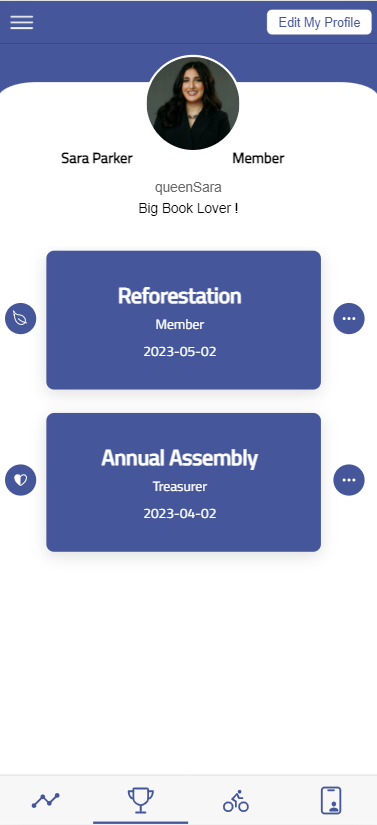 Edit My Profile
Sara Parker Member
queenSara
Big Book Lover !
Reforestation
Member
2023-05-02
Annual Assembly
Treasurer
2023-04-02